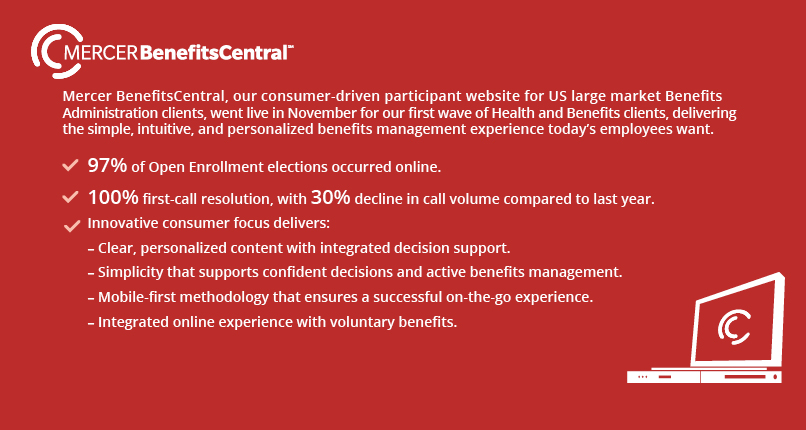 MERCER BenefitsCentral™
Mercer BenefitsCentral, our consumer-driven participant website for US large market Benefits
Administration clients, went live in November for our first wave of Health and Benefits clients, delivering
the simple, intuitive, and personalized benefits management experience today's employees want.
97% of Open Enrollment elections occurred online.
100% first-call resolution, with 30% decline in call volume compared to last year.
Innovative consumer focus delivers:
– Clear, personalized content with integrated decision support.
– Simplicity that supports confident decisions and active benefits management.
– Mobile-first methodology that ensures a successful on-the-go experience.
– Integrated online experience with voluntary benefits.